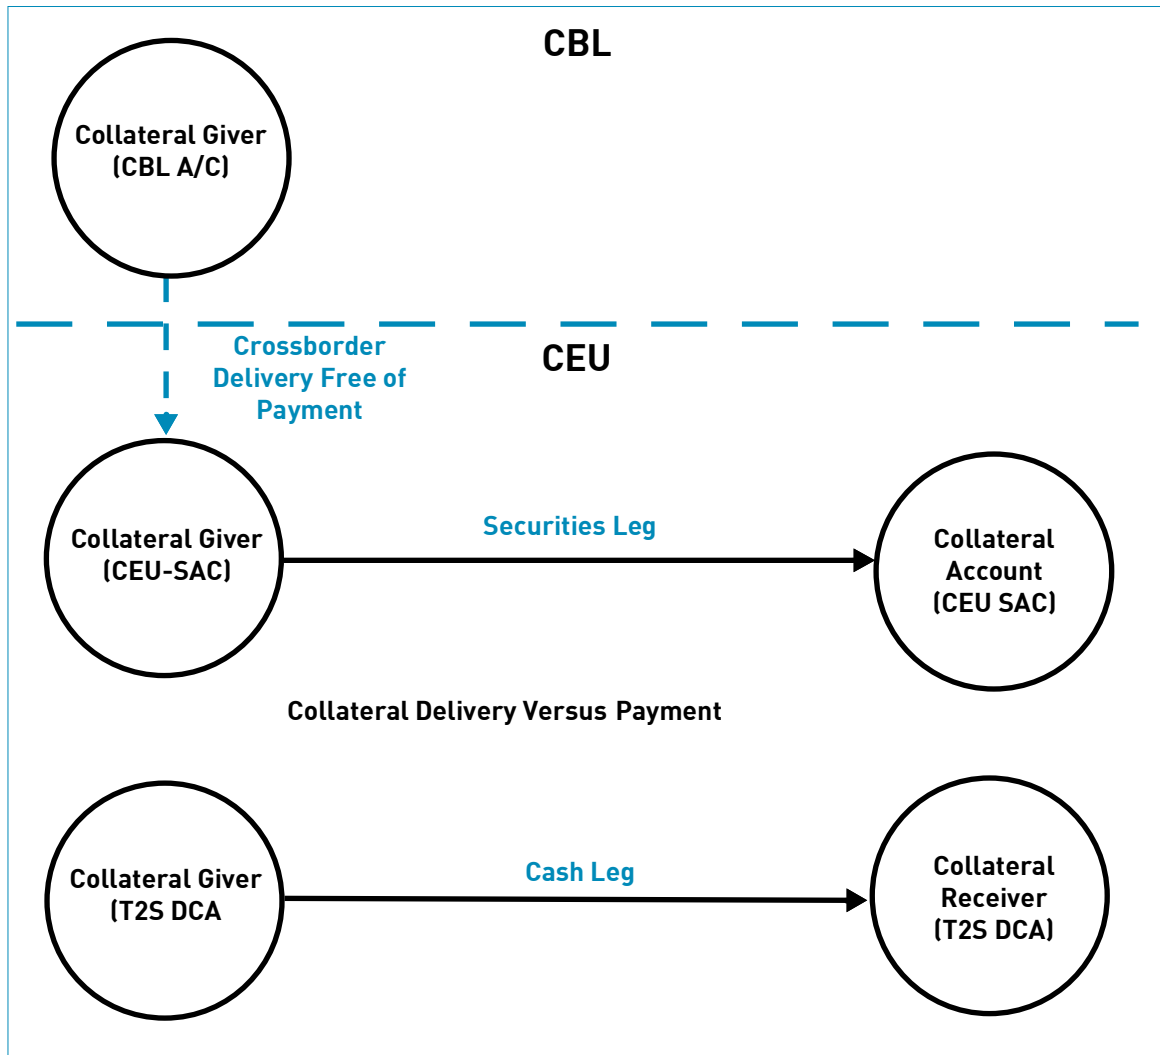 CBL
Collateral Giver
(CBL A/C)
Crossborder
Delivery Free of
Payment
CEU
Collateral Giver
(CEU-SAC)
Securities Leg
Collateral
Account
(CEU SAC)
Collateral Delivery Versus Payment
Collateral Giver
(T2S DCA
Cash Leg
Collateral
Receiver
(T2S DCA)